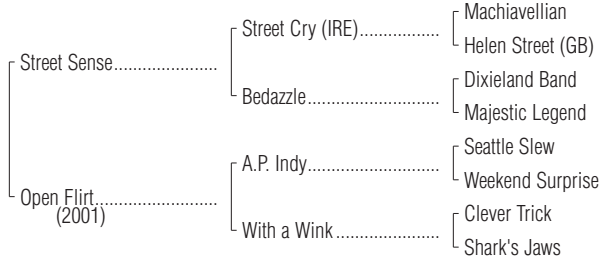 Machiavellian
Street Cry (IRE)..................
Helen Street (GB)
Street Sense.......................
Dixieland Band
Bedazzle.............................
Majestic Legend
Seattle Slew
A.P. Indy.............................
Weekend Surprise
Open Flirt...........................
(2001)
Clever Trick
With a Wink.......................
Shark's Jaws